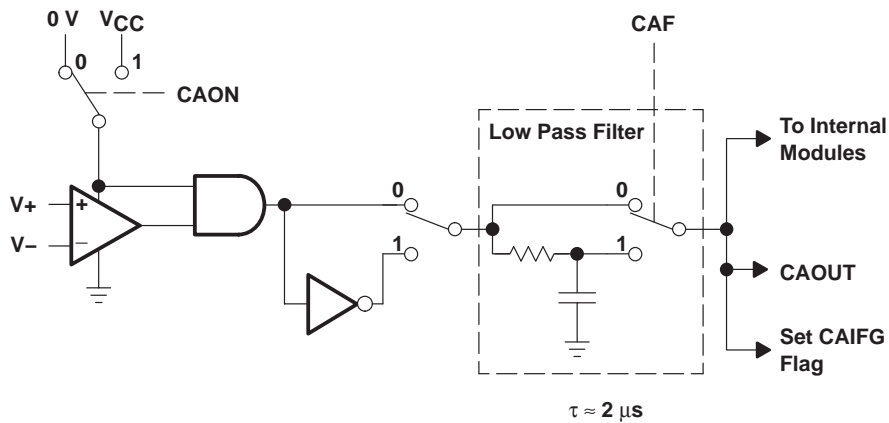 0 V
VCC
0
1
CAON
CAF
Low Pass Filter
To Internal
Modules
V+
+
V−
−
0
1
0
1
CAOUT
Set CAIFG
Flag
τ ≈ 2 μs